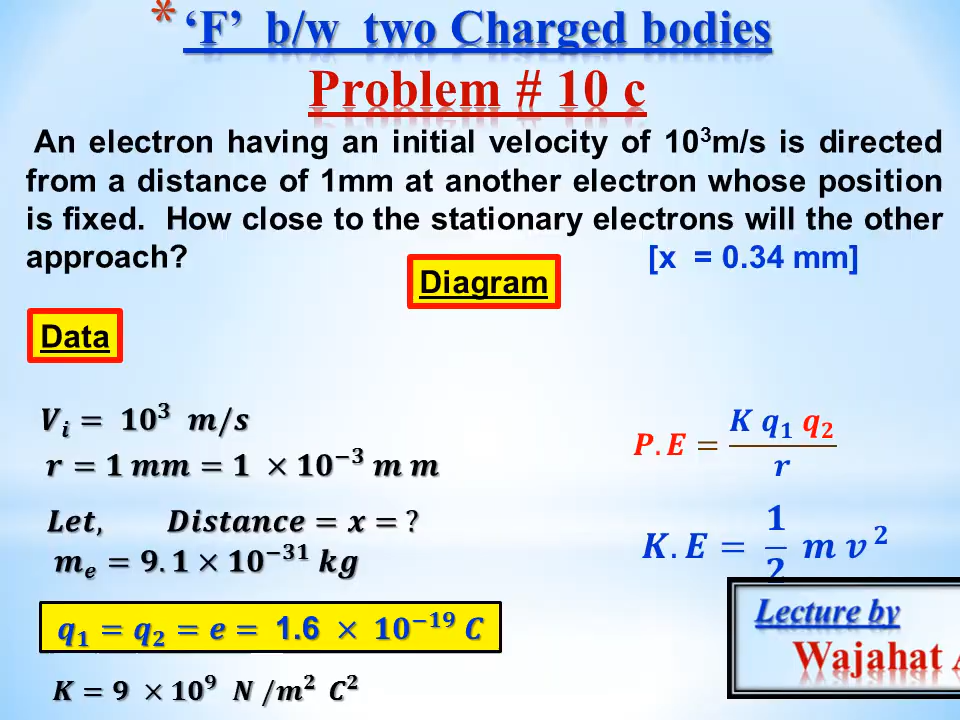 * ‘F’ b/w two Charged bodies
Problem # 10 c
An electron having an initial velocity of 10³m/s is directed
from a distance of 1mm at another electron whose position
is fixed. How close to the stationary electrons will the other
approach? [x = 0.34 mm]
Diagram
Data
V_i = 10³ m/s
r = 1 mm = 1 × 10⁻³ m m
P.E = K q₁ q₂ / r
Let, Distance = x = ?
m_e = 9.1 × 10⁻³¹ kg
K.E = 1/2 m v²
q₁ = q₂ = e = 1.6 × 10⁻¹⁹ C
K = 9 × 10⁹ N /m² C²
Lecture by
Wajahat